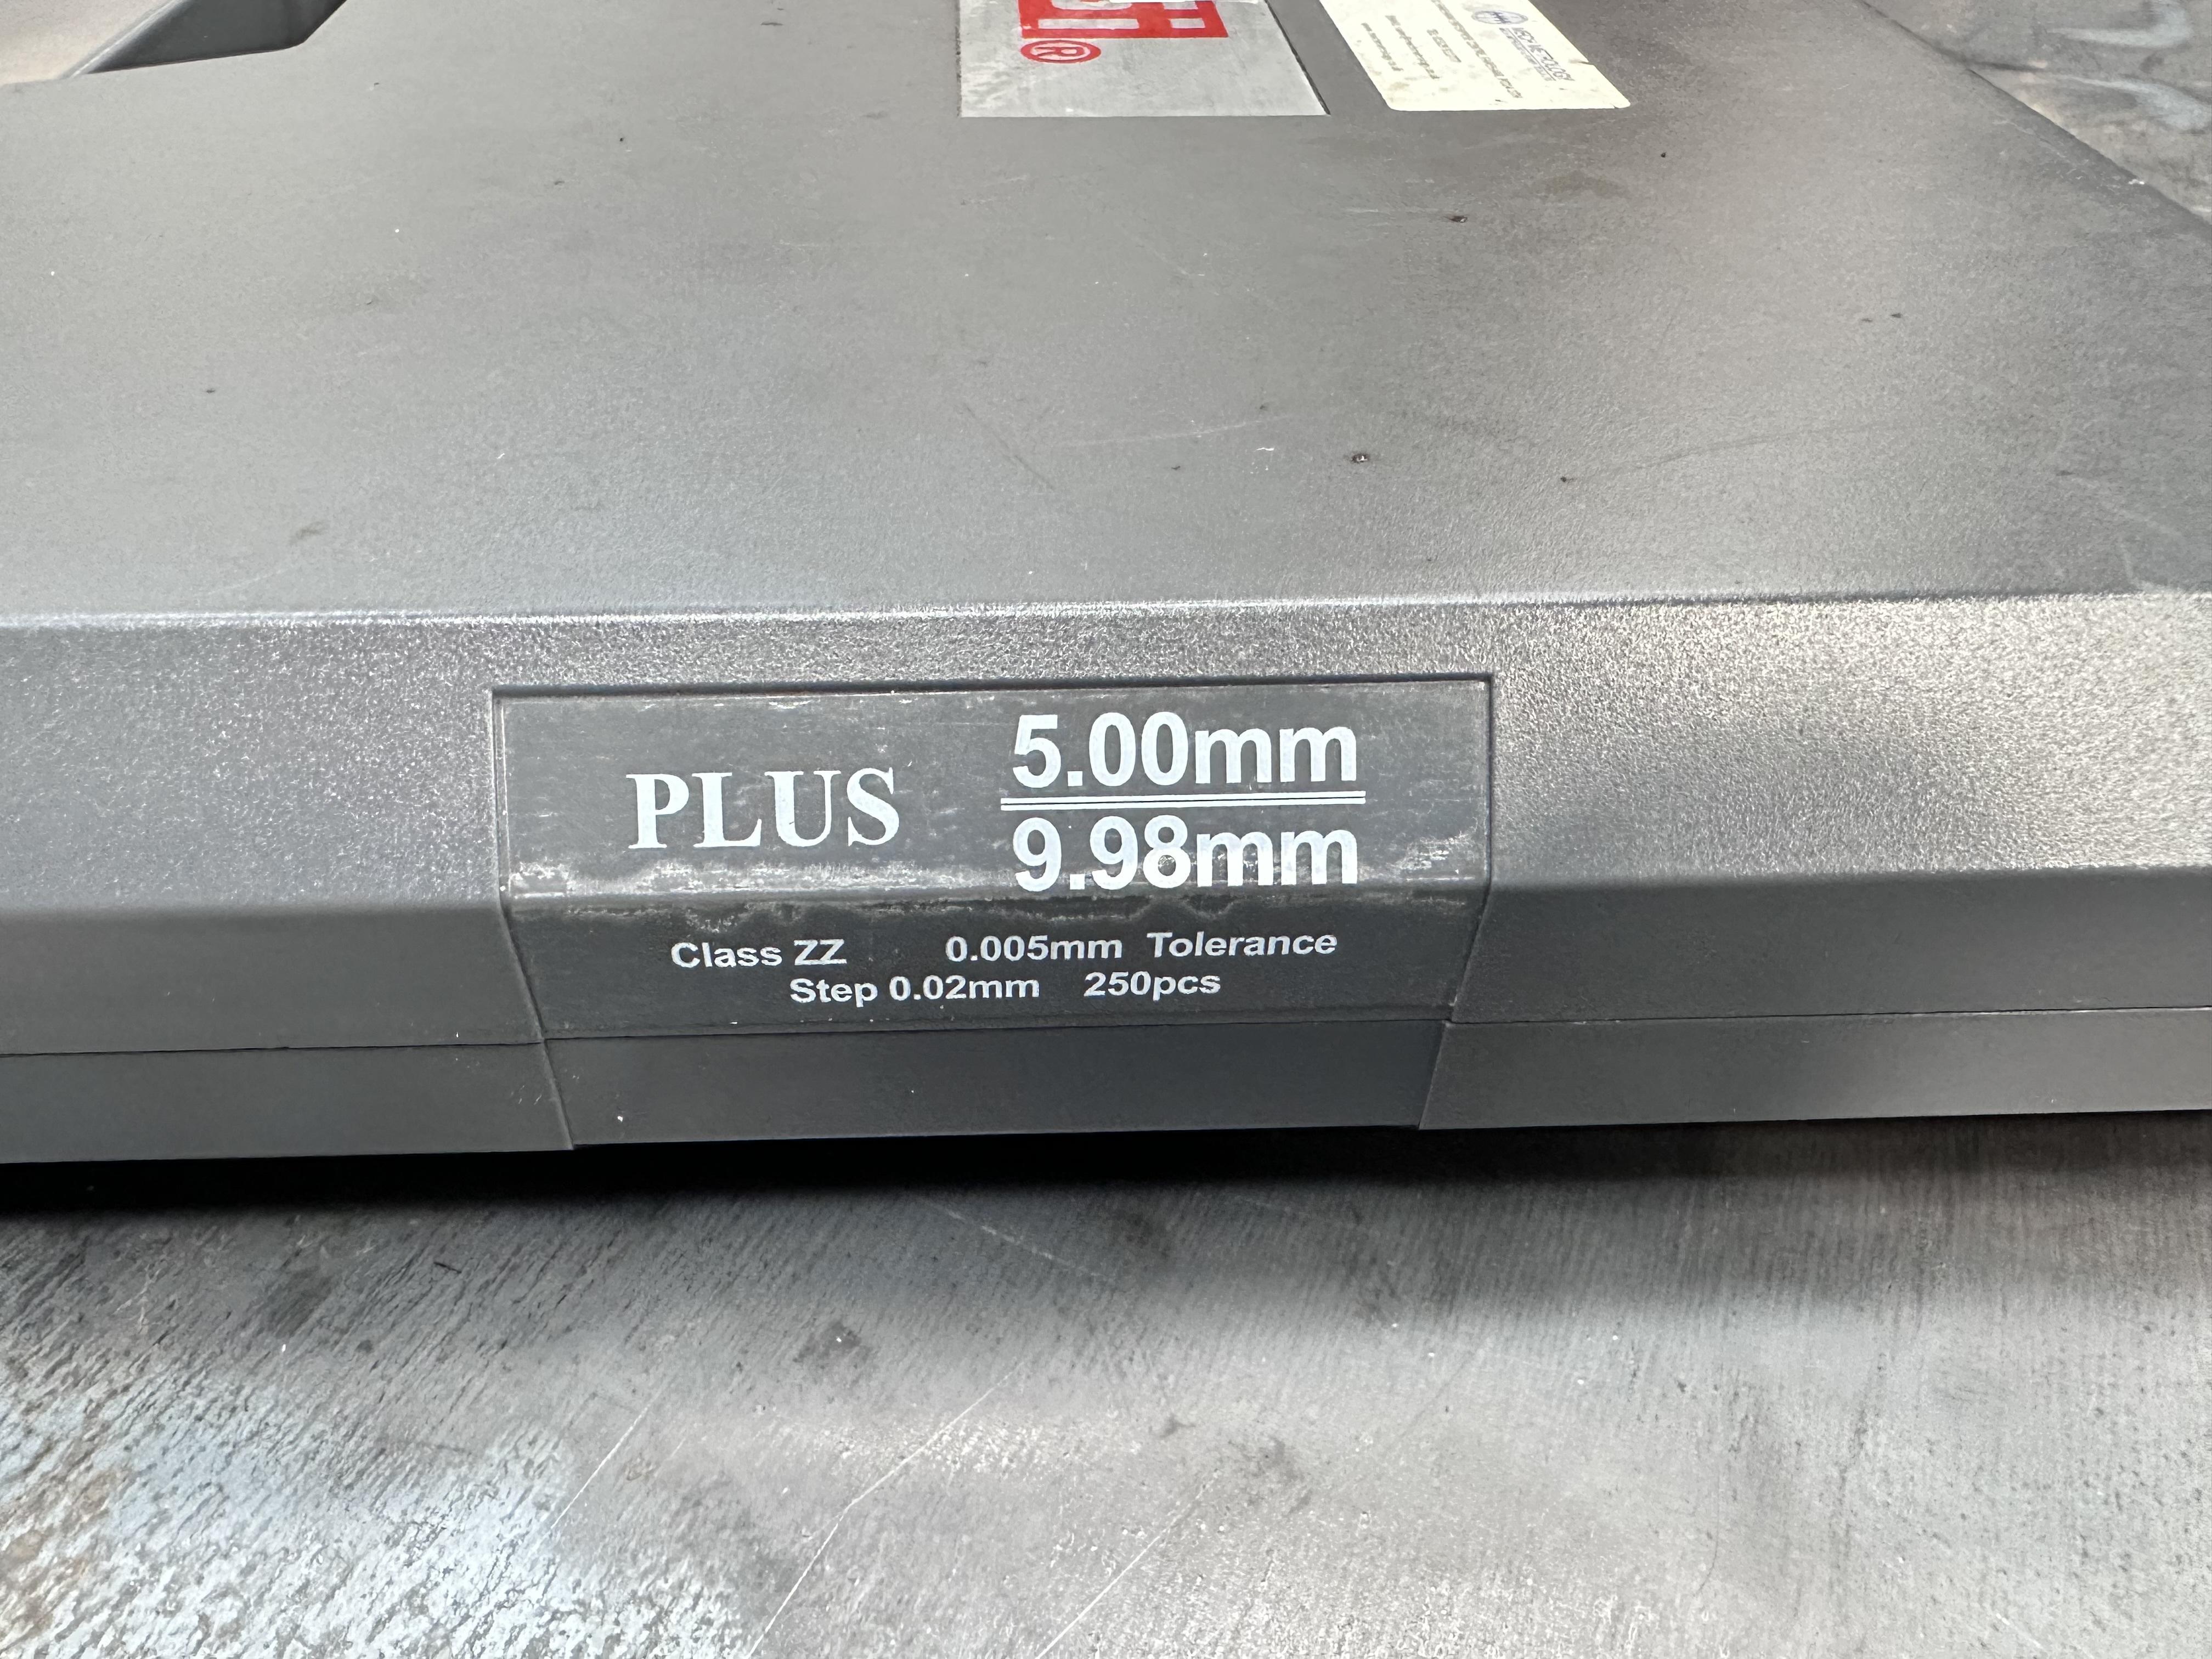 PLUS
5.00mm
9.98mm
Class ZZ 0.005mm Tolerance
Step 0.02mm 250pcs